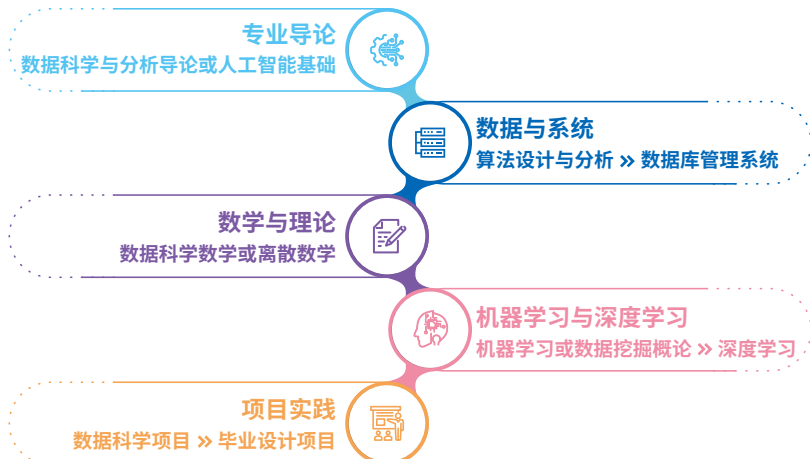 专业导论
数据科学与分析导论或人工智能基础
数据与系统
算法设计与分析 » 数据库管理系统
数学与理论
数据科学数学或离散数学
机器学习与深度学习
机器学习或数据挖掘概论 » 深度学习
项目实践
数据科学项目 » 毕业设计项目